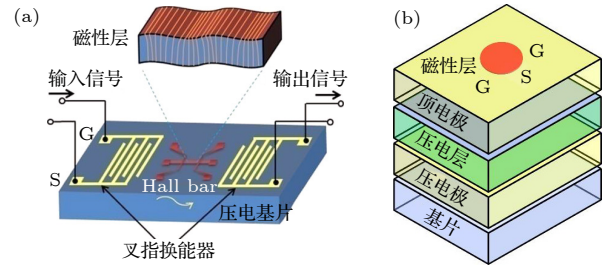 (a)
磁性层
输入信号
输出信号
G
S
Hall bar
压电基片
叉指换能器
(b)
G
磁性层
S
G
顶电极
压电层
压电极
基片